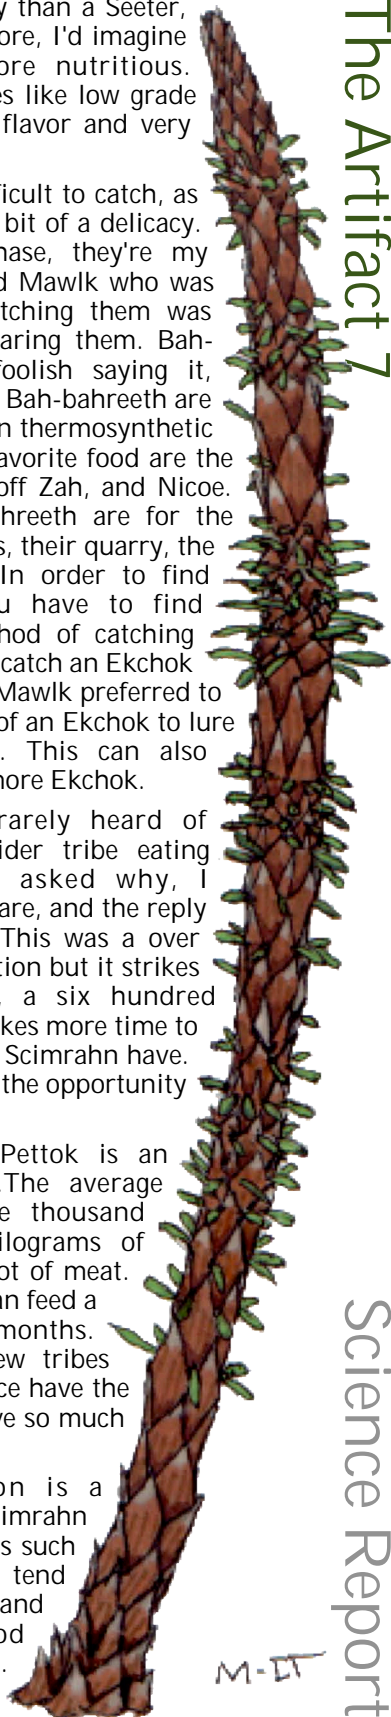 y than a Seeter,
ore, I'd imagine
ore nutritious.
es like low grade
flavor and very
ficult to catch, as
bit of a delicacy.
hase, they're my
d Mawlk who was
tching them was
aring them. Bah-
foolish saying it,
Bah-bahreeth are
n thermosynthetic
avorite food are the
off Zah, and Nicoe.
hreeth are for the
s, their quarry, the
In order to find
u have to find
hod of catching
catch an Ekchok
Mawlk preferred to
of an Ekchok to lure
. This can also
more Ekchok.
rarely heard of
ider tribe eating
asked why, I
are, and the reply
This was a over
tion but it strikes
, a six hundred
kes more time to
Scimrahn have.
the opportunity
Pettok is an
.The average
e thousand
ilograms of
ot of meat.
an feed a
months.
ew tribes
ce have the
ve so much
on is a
imrahn
s such
tend
and
od
.
The Artifact 7
Science Report